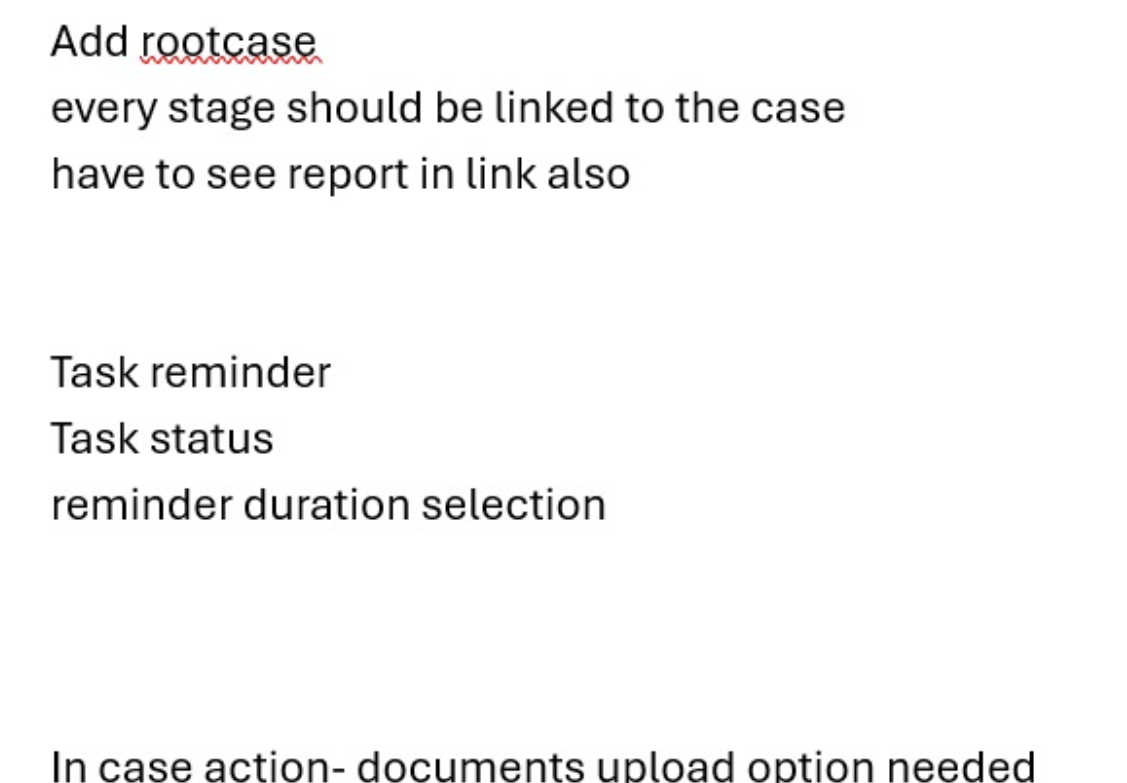 Add rootcase
every stage should be linked to the case
have to see report in link also
Task reminder
Task status
reminder duration selection
In case action- documents upload option needed